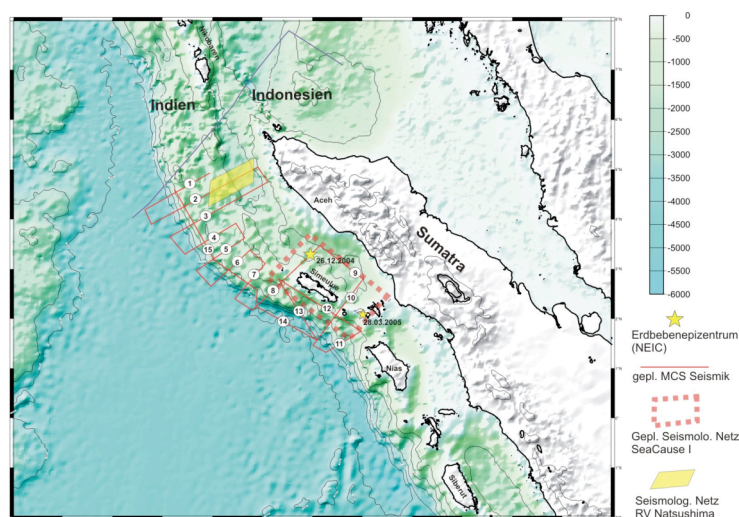 Nikobaren
Indien
Indonesien
Aceh
Sumatra
1
2
3
4
15
5
6
7
8
9
10
12
13
14
11
26.12.2004
Simeulue
28.03.2005
Nias
Siberut
0
-500
-1000
-1500
-2000
-2500
-3000
-3500
-4000
-4500
-5000
-5500
-6000
Erdbebenepizentrum
(NEIC)
gepl. MCS Seismik
Gepl. Seismolo. Netz
SeaCause I
Seismolog. Netz
RV Natsushima